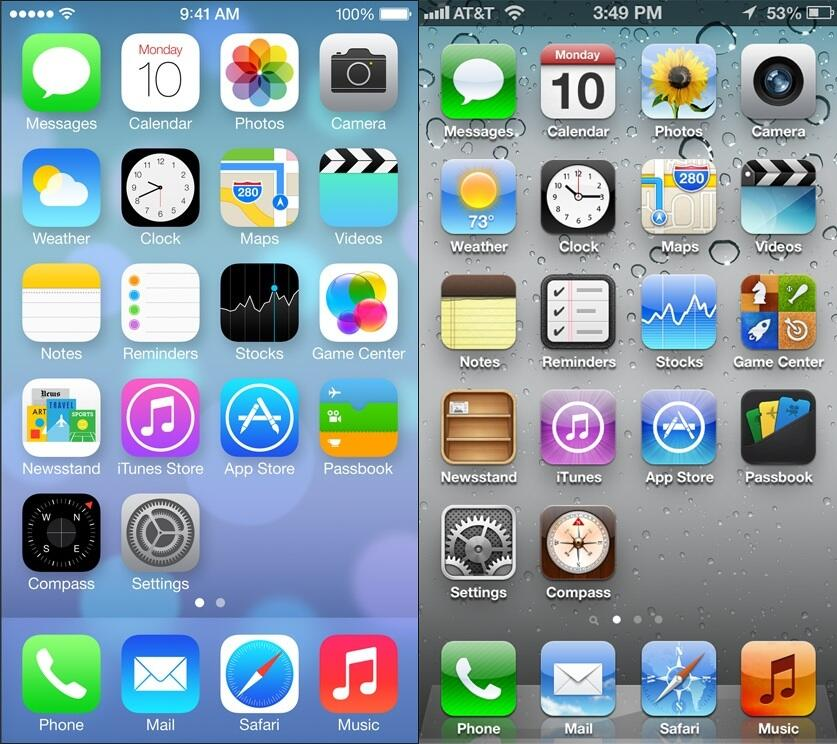 9:41 AM 100%
Monday
10
Messages Calendar Photos Camera
280
Weather Clock Maps Videos
Notes Reminders Stocks Game Center
News
ART TRAVEL SPORTS
Newsstand iTunes Store App Store Passbook
N
W
E
S
Compass Settings
Phone Mail Safari Music
AT&T 3:49 PM 53%
Monday
10
Messages Calendar Photos Camera
73°
280
Weather Clock Maps Videos
Notes Reminders Stocks Game Center
Newsstand iTunes App Store Passbook
Settings Compass
Phone Mail Safari Music